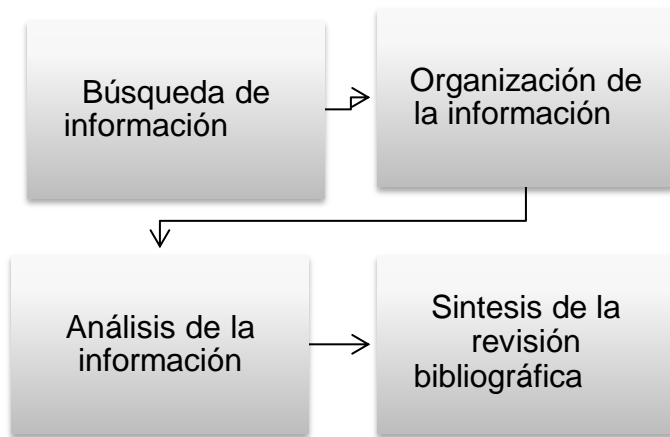 Búsqueda de
información
Organización de
la información
Análisis de la
información
Sintesis de la
revisión
bibliográfica